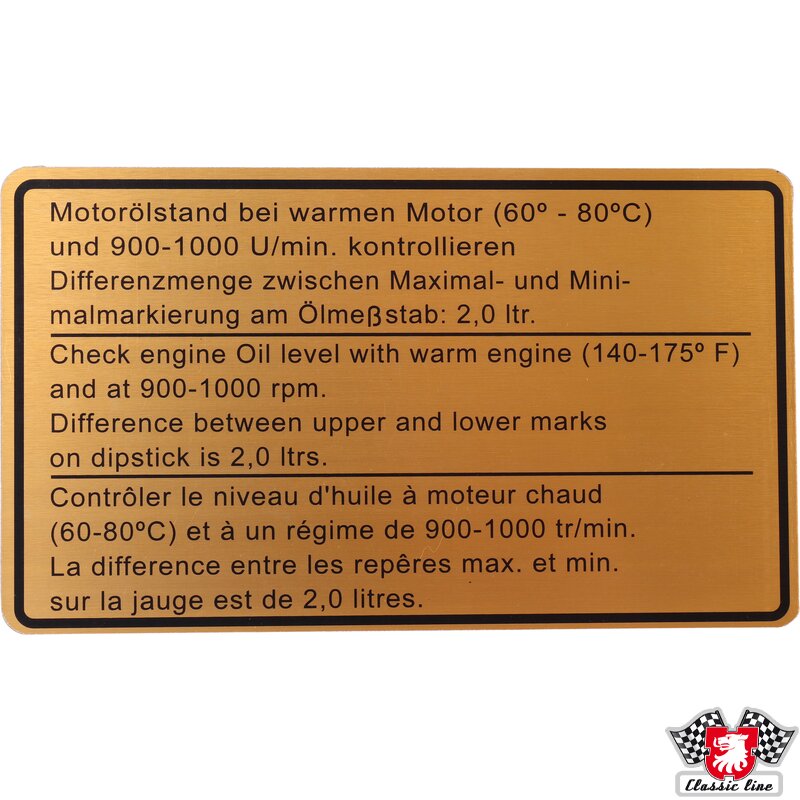 Motorölstand bei warmen Motor (60º - 80ºC)
und 900-1000 U/min. kontrollieren
Differenzmenge zwischen Maximal- und Mini-
malmarkierung am Ölmeßstab: 2,0 ltr.
Check engine Oil level with warm engine (140-175º F)
and at 900-1000 rpm.
Difference between upper and lower marks
on dipstick is 2,0 ltrs.
Contrôler le niveau d'huile à moteur chaud
(60-80ºC) et à un régime de 900-1000 tr/min.
La difference entre les repêres max. et min.
sur la jauge est de 2,0 litres.
Classic line